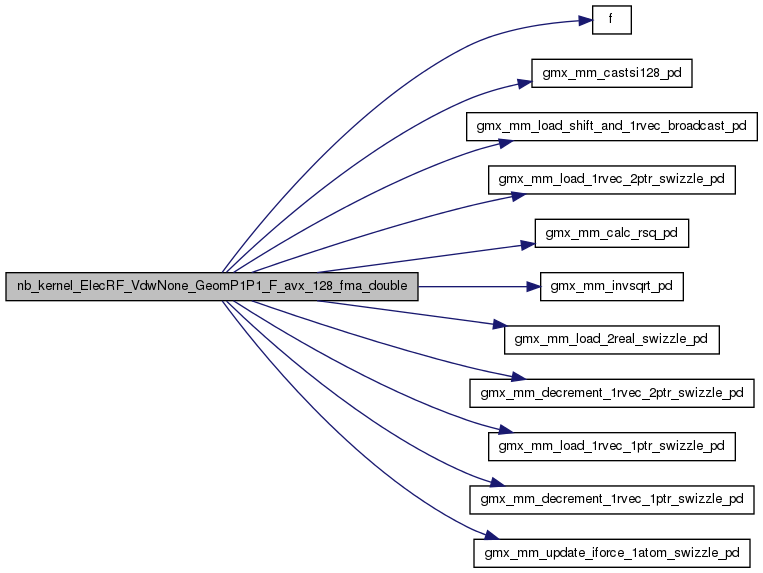 f
gmx_mm_castsi128_pd
gmx_mm_load_shift_and_1rvec_broadcast_pd
gmx_mm_load_1rvec_2ptr_swizzle_pd
gmx_mm_calc_rsq_pd
nb_kernel_ElecRF_VdwNone_GeomP1P1_F_avx_128_fma_double
gmx_mm_invsqrt_pd
gmx_mm_load_2real_swizzle_pd
gmx_mm_decrement_1rvec_2ptr_swizzle_pd
gmx_mm_load_1rvec_1ptr_swizzle_pd
gmx_mm_decrement_1rvec_1ptr_swizzle_pd
gmx_mm_update_iforce_1atom_swizzle_pd